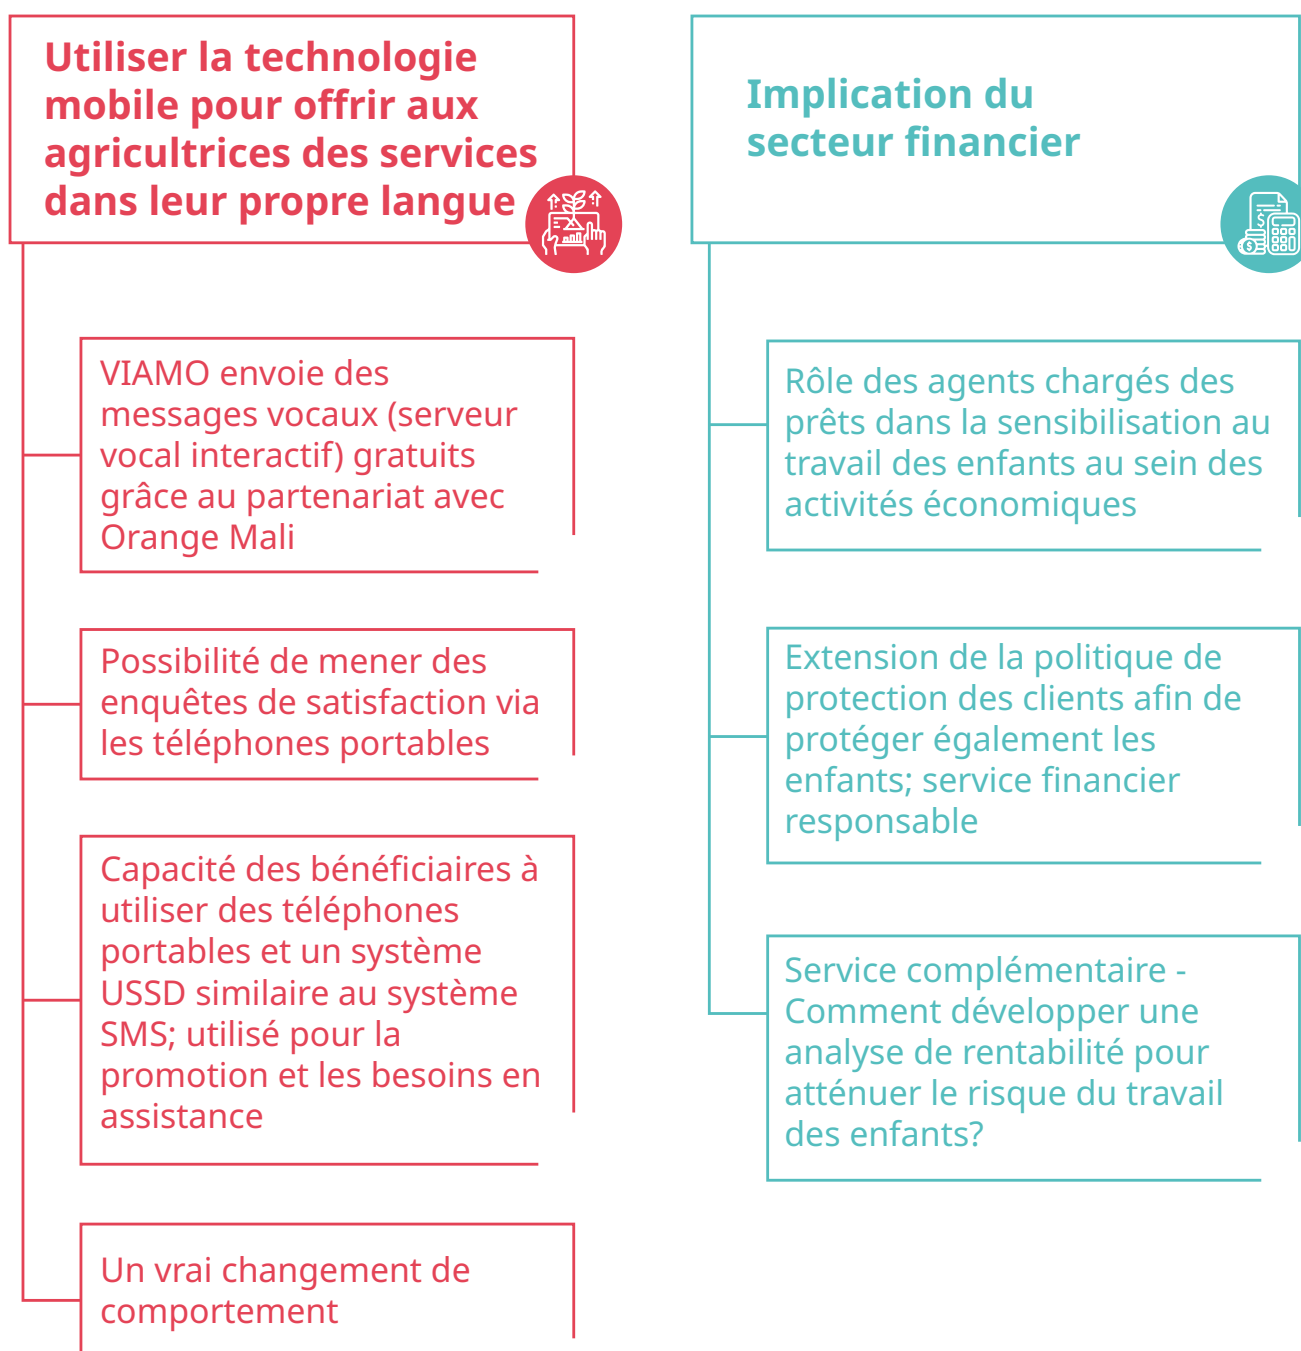 Utiliser la technologie
mobile pour offrir aux
agricultrices des services
dans leur propre langue
VIAMO envoie des
messages vocaux (serveur
vocal interactif) gratuits
grâce au partenariat avec
Orange Mali
Possibilité de mener des
enquêtes de satisfaction via
les téléphones portables
Capacité des bénéficiaires à
utiliser des téléphones
portables et un système
USSD similaire au système
SMS; utilisé pour la
promotion et les besoins en
assistance
Un vrai changement de
comportement
Implication du
secteur financier
Rôle des agents chargés des
prêts dans la sensibilisation au
travail des enfants au sein des
activités économiques
Extension de la politique de
protection des clients afin de
protéger également les
enfants; service financier
responsable
Service complémentaire -
Comment développer une
analyse de rentabilité pour
atténuer le risque du travail
des enfants?